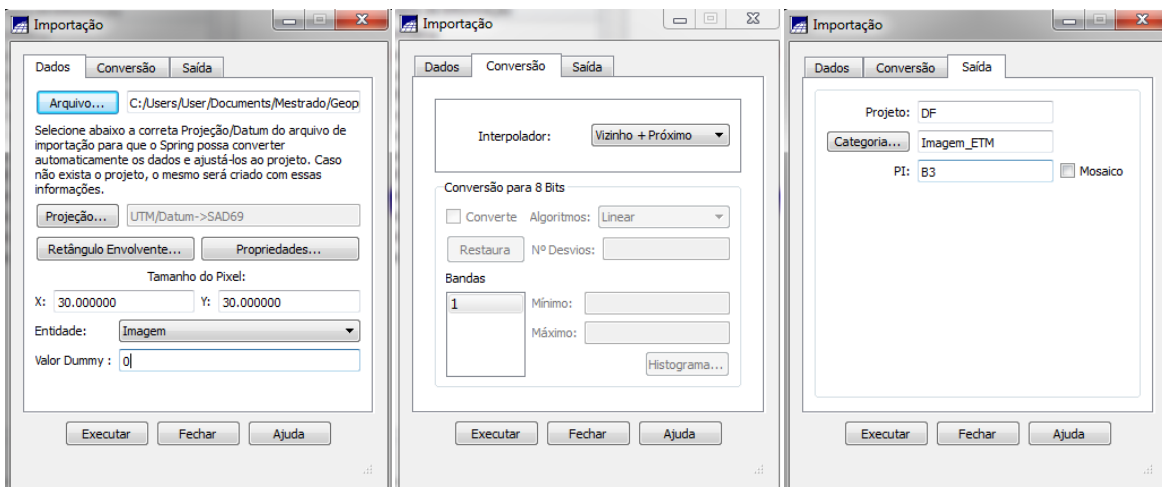 Importação
Dados Conversão Saída
Arquivo... C:/Users/User/Documents/Mestrado/Geop
Selecione abaixo a correta Projeção/Datum do arquivo de
importação para que o Spring possa converter
automaticamente os dados e ajustá-los ao projeto. Caso
não exista o projeto, o mesmo será criado com essas
informações.
Projeção... UTM/Datum->SAD69
Retângulo Envolvente... Propriedades...
Tamanho do Pixel:
X: 30.000000 Y: 30.000000
Entidade: Imagem
Valor Dummy : 0
Executar Fechar Ajuda
Importação
Dados Conversão Saída
Interpolador: Vizinho + Próximo
Conversão para 8 Bits
Converte Algoritmos: Linear
Restaura Nº Desvios:
Bandas
1 Mínimo:
Máximo:
Histograma...
Executar Fechar Ajuda
Importação
Dados Conversão Saída
Projeto: DF
Categoria... Imagem_ETM
PI: B3 Mosaico
Executar Fechar Ajuda